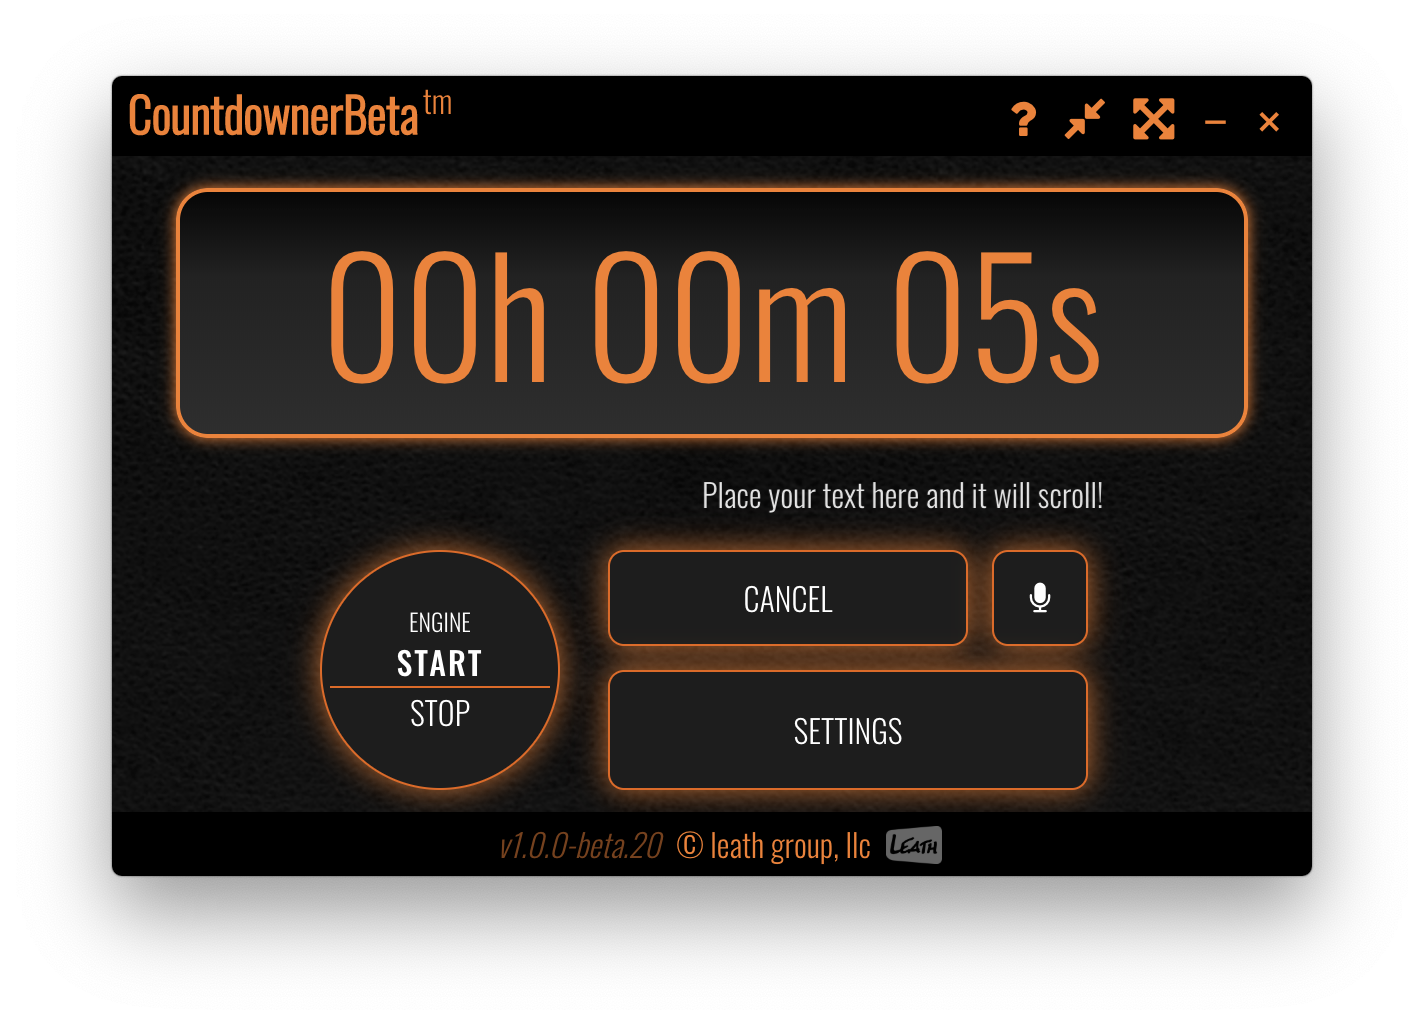 CountdownerBeta tm
00h 00m 05s
Place your text here and it will scroll!
ENGINE
START
STOP
CANCEL
SETTINGS
v1.0.0-beta.20 © leath group, llc LEATH